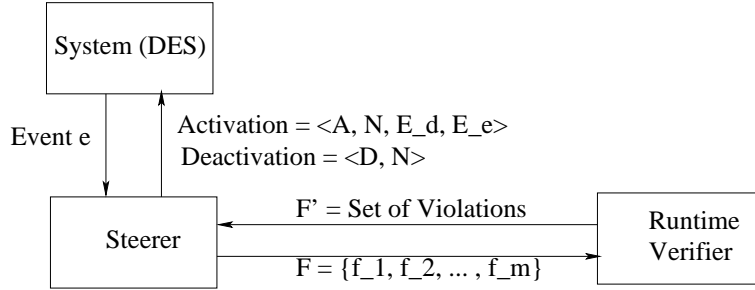 System (DES)
Event e
Activation = <A, N, E_d, E_e>
Deactivation = <D, N>
Steerer
F' = Set of Violations
F = {f_1, f_2, ... , f_m}
Runtime
Verifier